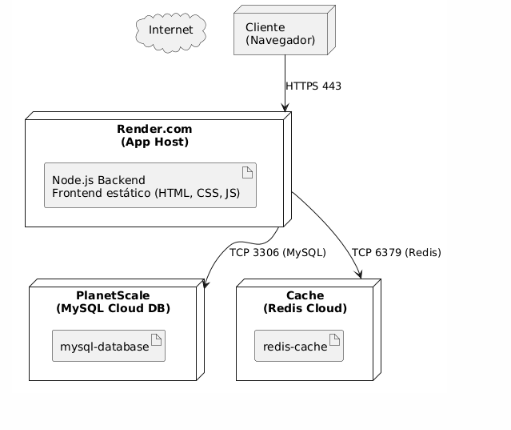 Internet
Cliente
(Navegador)
HTTPS 443
Render.com
(App Host)
Node.js Backend
Frontend estático (HTML, CSS, JS)
TCP 3306 (MySQL)
TCP 6379 (Redis)
PlanetScale
(MySQL Cloud DB)
mysql-database
Cache
(Redis Cloud)
redis-cache